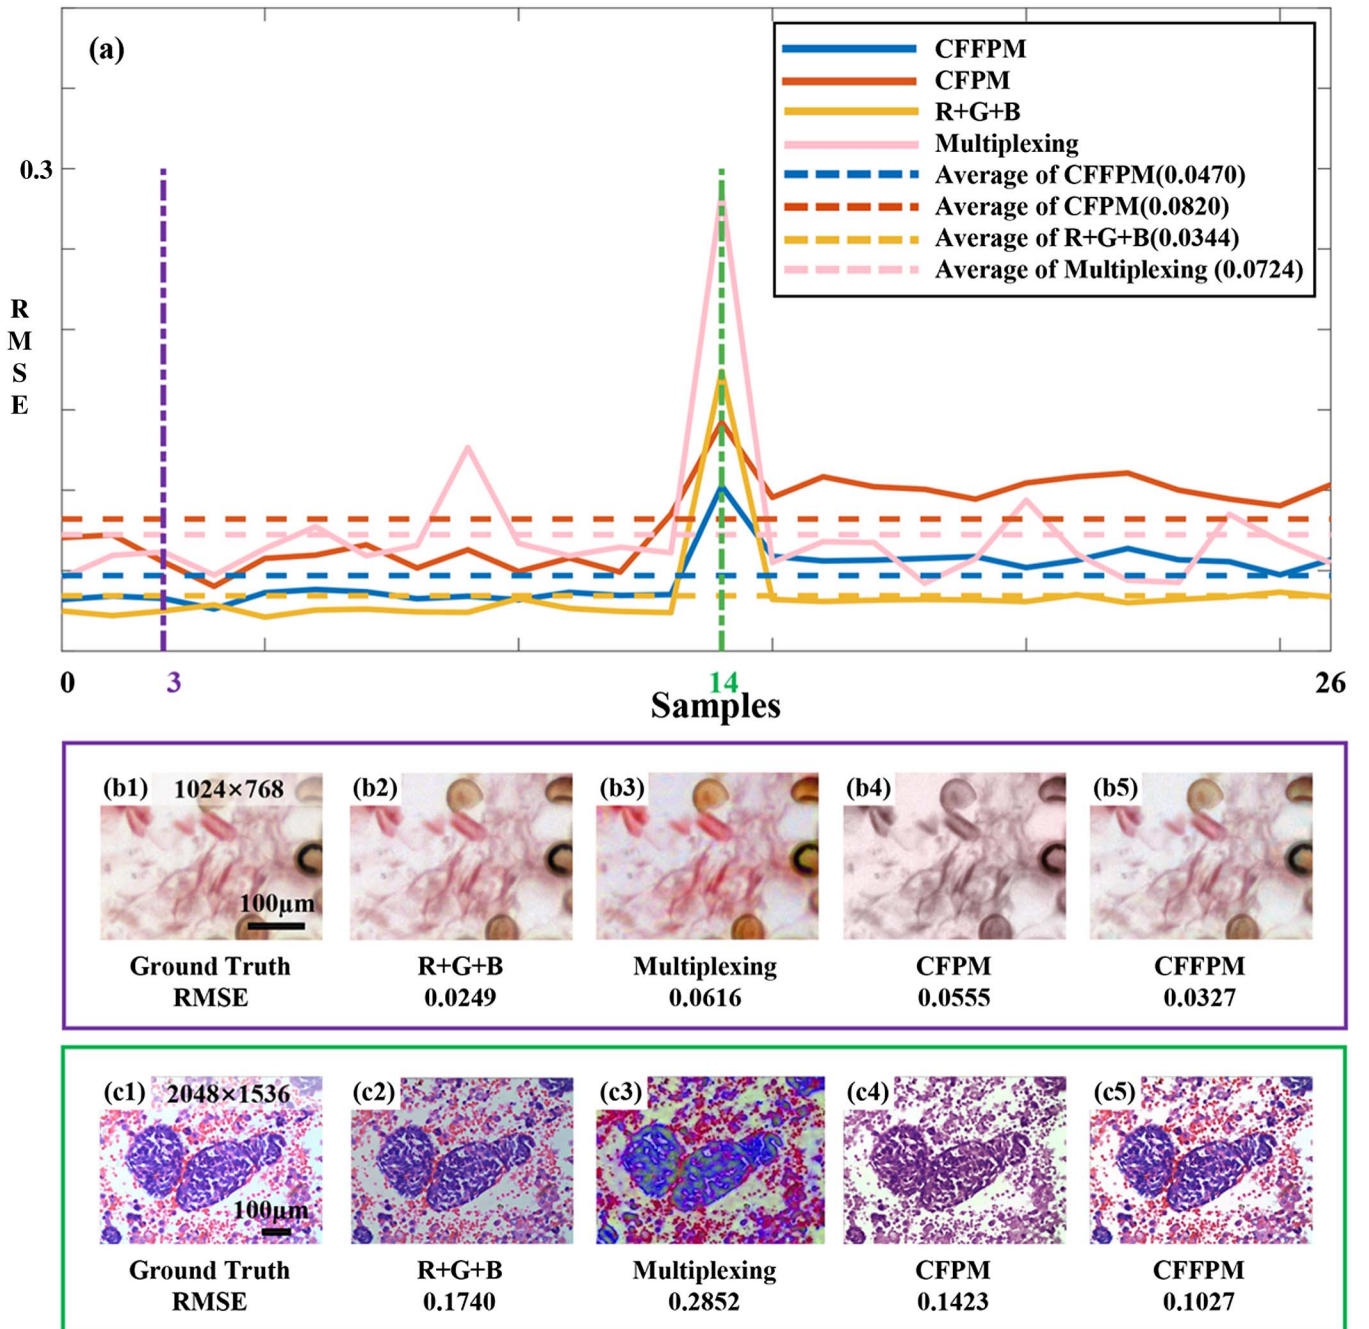 (a)
CFFPM
CFPM
R+G+B
Multiplexing
Average of CFFPM(0.0470)
Average of CFPM(0.0820)
Average of R+G+B(0.0344)
Average of Multiplexing (0.0724)
0.3
R
M
S
E
0 3 14 26
Samples
(b1) 1024×768 (b2) (b3) (b4) (b5)
100μm
Ground Truth R+G+B Multiplexing CFPM CFFPM
RMSE 0.0249 0.0616 0.0555 0.0327
(c1) 2048×1536 (c2) (c3) (c4) (c5)
100μm
Ground Truth R+G+B Multiplexing CFPM CFFPM
RMSE 0.1740 0.2852 0.1423 0.1027